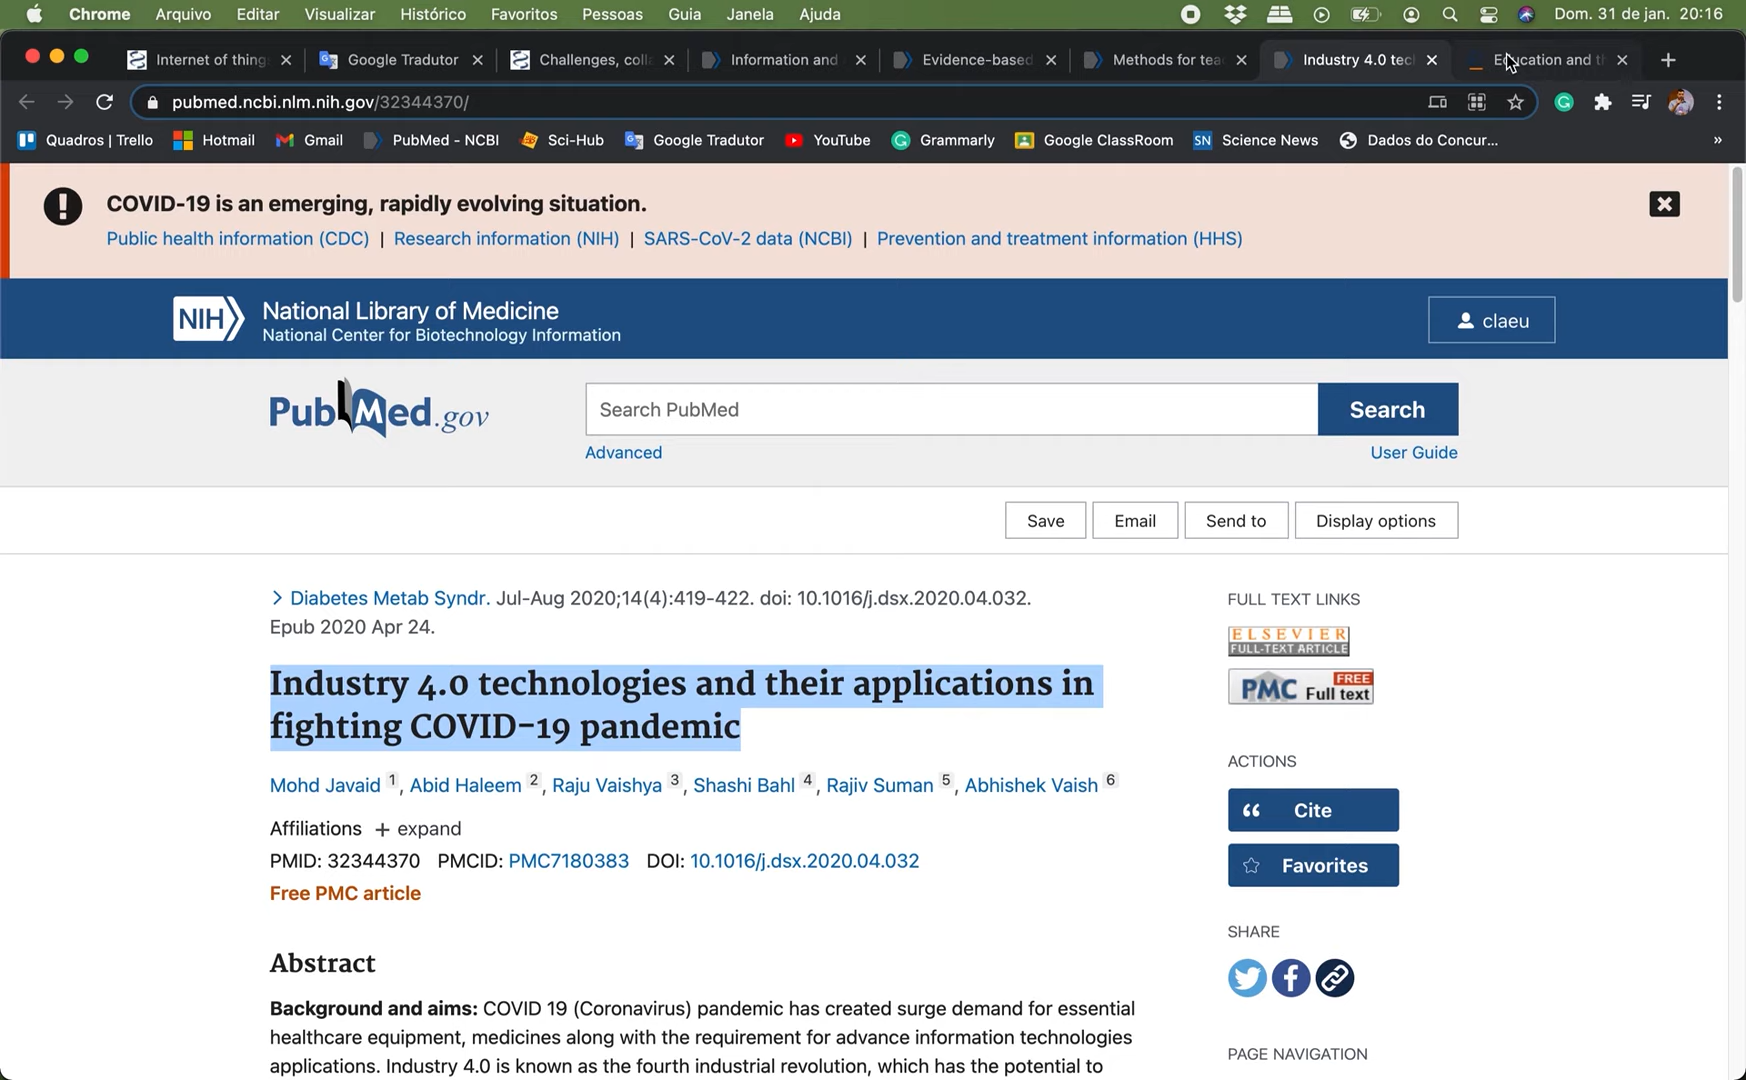 Chrome Arquivo Editar Visualizar Histórico Favoritos Pessoas Guia Janela Ajuda Dom. 31 de jan. 20:16
Internet of thing Google Tradutor Challenges, coll Information and Evidence-based Methods for tea Industry 4.0 tec Education and t
pubmed.ncbi.nlm.nih.gov/32344370/
Quadros | Trello Hotmail Gmail PubMed - NCBI Sci-Hub Google Tradutor YouTube Grammarly Google ClassRoom SN Science News Dados do Concur... »
COVID-19 is an emerging, rapidly evolving situation.
Public health information (CDC) | Research information (NIH) | SARS-CoV-2 data (NCBI) | Prevention and treatment information (HHS)
NIH National Library of Medicine
National Center for Biotechnology Information
claeu
PubMed.gov
Search PubMed Search
Advanced User Guide
Save Email Send to Display options
> Diabetes Metab Syndr. Jul-Aug 2020;14(4):419-422. doi: 10.1016/j.dsx.2020.04.032.
Epub 2020 Apr 24.
Industry 4.0 technologies and their applications in
fighting COVID-19 pandemic
Mohd Javaid 1, Abid Haleem 2, Raju Vaishya 3, Shashi Bahl 4, Rajiv Suman 5, Abhishek Vaish 6
Affiliations + expand
PMID: 32344370 PMCID: PMC7180383 DOI: 10.1016/j.dsx.2020.04.032
Free PMC article
Abstract
Background and aims: COVID 19 (Coronavirus) pandemic has created surge demand for essential
healthcare equipment, medicines along with the requirement for advance information technologies
applications. Industry 4.0 is known as the fourth industrial revolution, which has the potential to
FULL TEXT LINKS
ELSEVIER
FULL-TEXT ARTICLE
PMC FREE Full text
ACTIONS
Cite
Favorites
SHARE
PAGE NAVIGATION